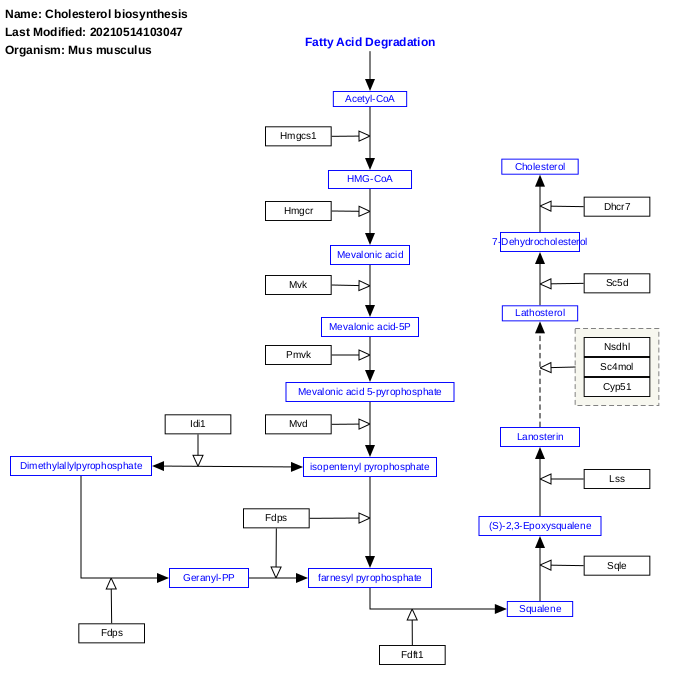 Name: Cholesterol biosynthesis
Last Modified: 20210514103047
Organism: Mus musculus
Fatty Acid Degradation
Acetyl-CoA
Hmgcs1
HMG-CoA
Hmgcr
Mevalonic acid
Mvk
Mevalonic acid-5P
Pmvk
Mevalonic acid 5-pyrophosphate
Mvd
Idi1
Dimethylallylpyrophosphate
isopentenyl pyrophosphate
Fdps
Geranyl-PP
farnesyl pyrophosphate
Fdps
Fdft1
Cholesterol
Dhcr7
7-Dehydrocholesterol
Sc5d
Lathosterol
Nsdhl
Sc4mol
Cyp51
Lanosterin
Lss
(S)-2,3-Epoxysqualene
Sqle
Squalene